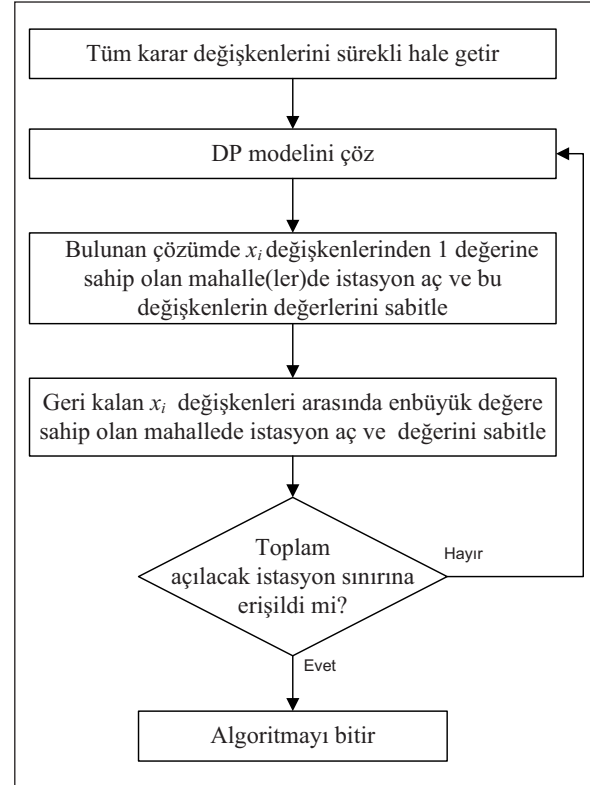 Tüm karar değişkenlerini sürekli hale getir
DP modelini çöz
Bulunan çözümde xi değişkenlerinden 1 değerine
sahip olan mahalle(ler)de istasyon aç ve bu
değişkenlerin değerlerini sabitle
Geri kalan xi değişkenleri arasında enbüyük değere
sahip olan mahallede istasyon aç ve değerini sabitle
Toplam
açılacak istasyon sınırına
erişildi mi?
Hayır
Evet
Algoritmayı bitir